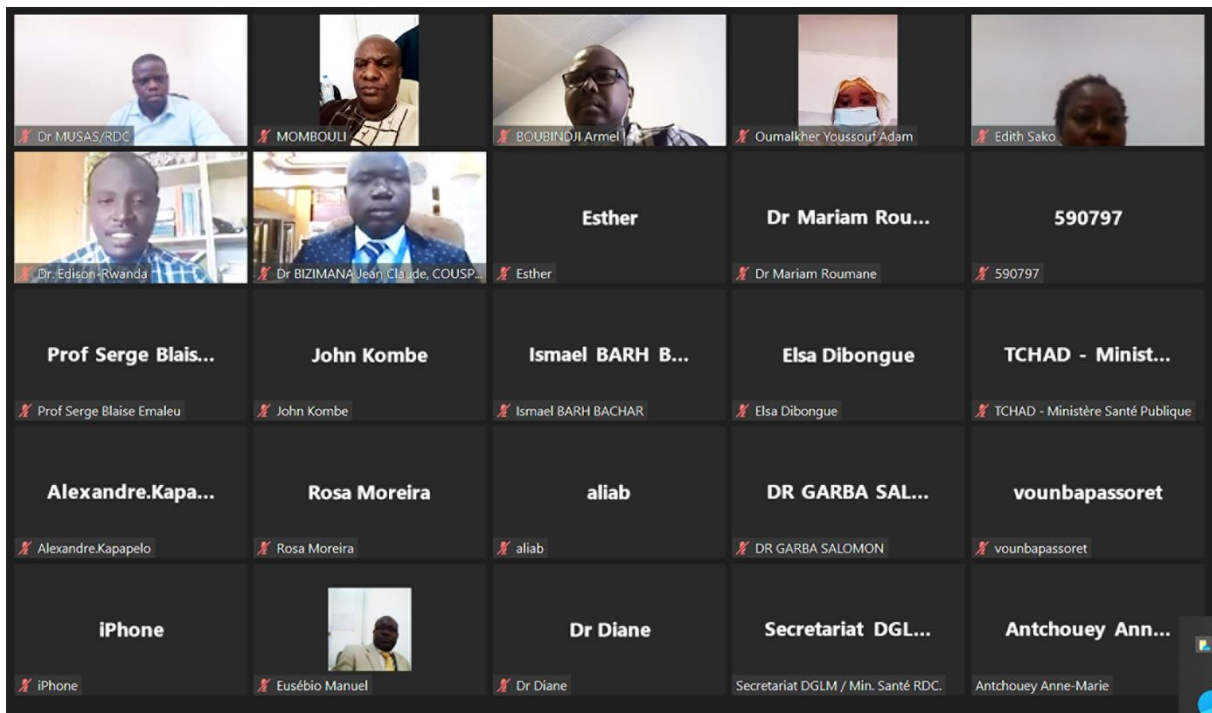 Dr MUSAS/RDC
MOMBOULI
BOUBINDJI Armel
Oumalkher Youssouf Adam
Edith Sako
Dr. Edison-Rwanda
Dr BIZIMANA Jean Claude, COUSP...
Esther
Esther
Dr Mariam Rou...
Dr Mariam Roumane
590797
590797
Prof Serge Blais...
Prof Serge Blaise Emaleu
John Kombe
John Kombe
Ismael BARH B...
Ismael BARH BACHAR
Elsa Dibongue
Elsa Dibongue
TCHAD - Minist...
TCHAD - Ministère Santé Publique
Alexandre.Kapa...
Alexandre.Kapapelo
Rosa Moreira
Rosa Moreira
aliab
aliab
DR GARBA SAL...
DR GARBA SALOMON
vounbapassoret
vounbapassoret
iPhone
iPhone
Eusébio Manuel
Dr Diane
Dr Diane
Secretariat DGL...
Secretariat DGLM / Min. Santé RDC.
Antchouey Ann...
Antchouey Anne-Marie